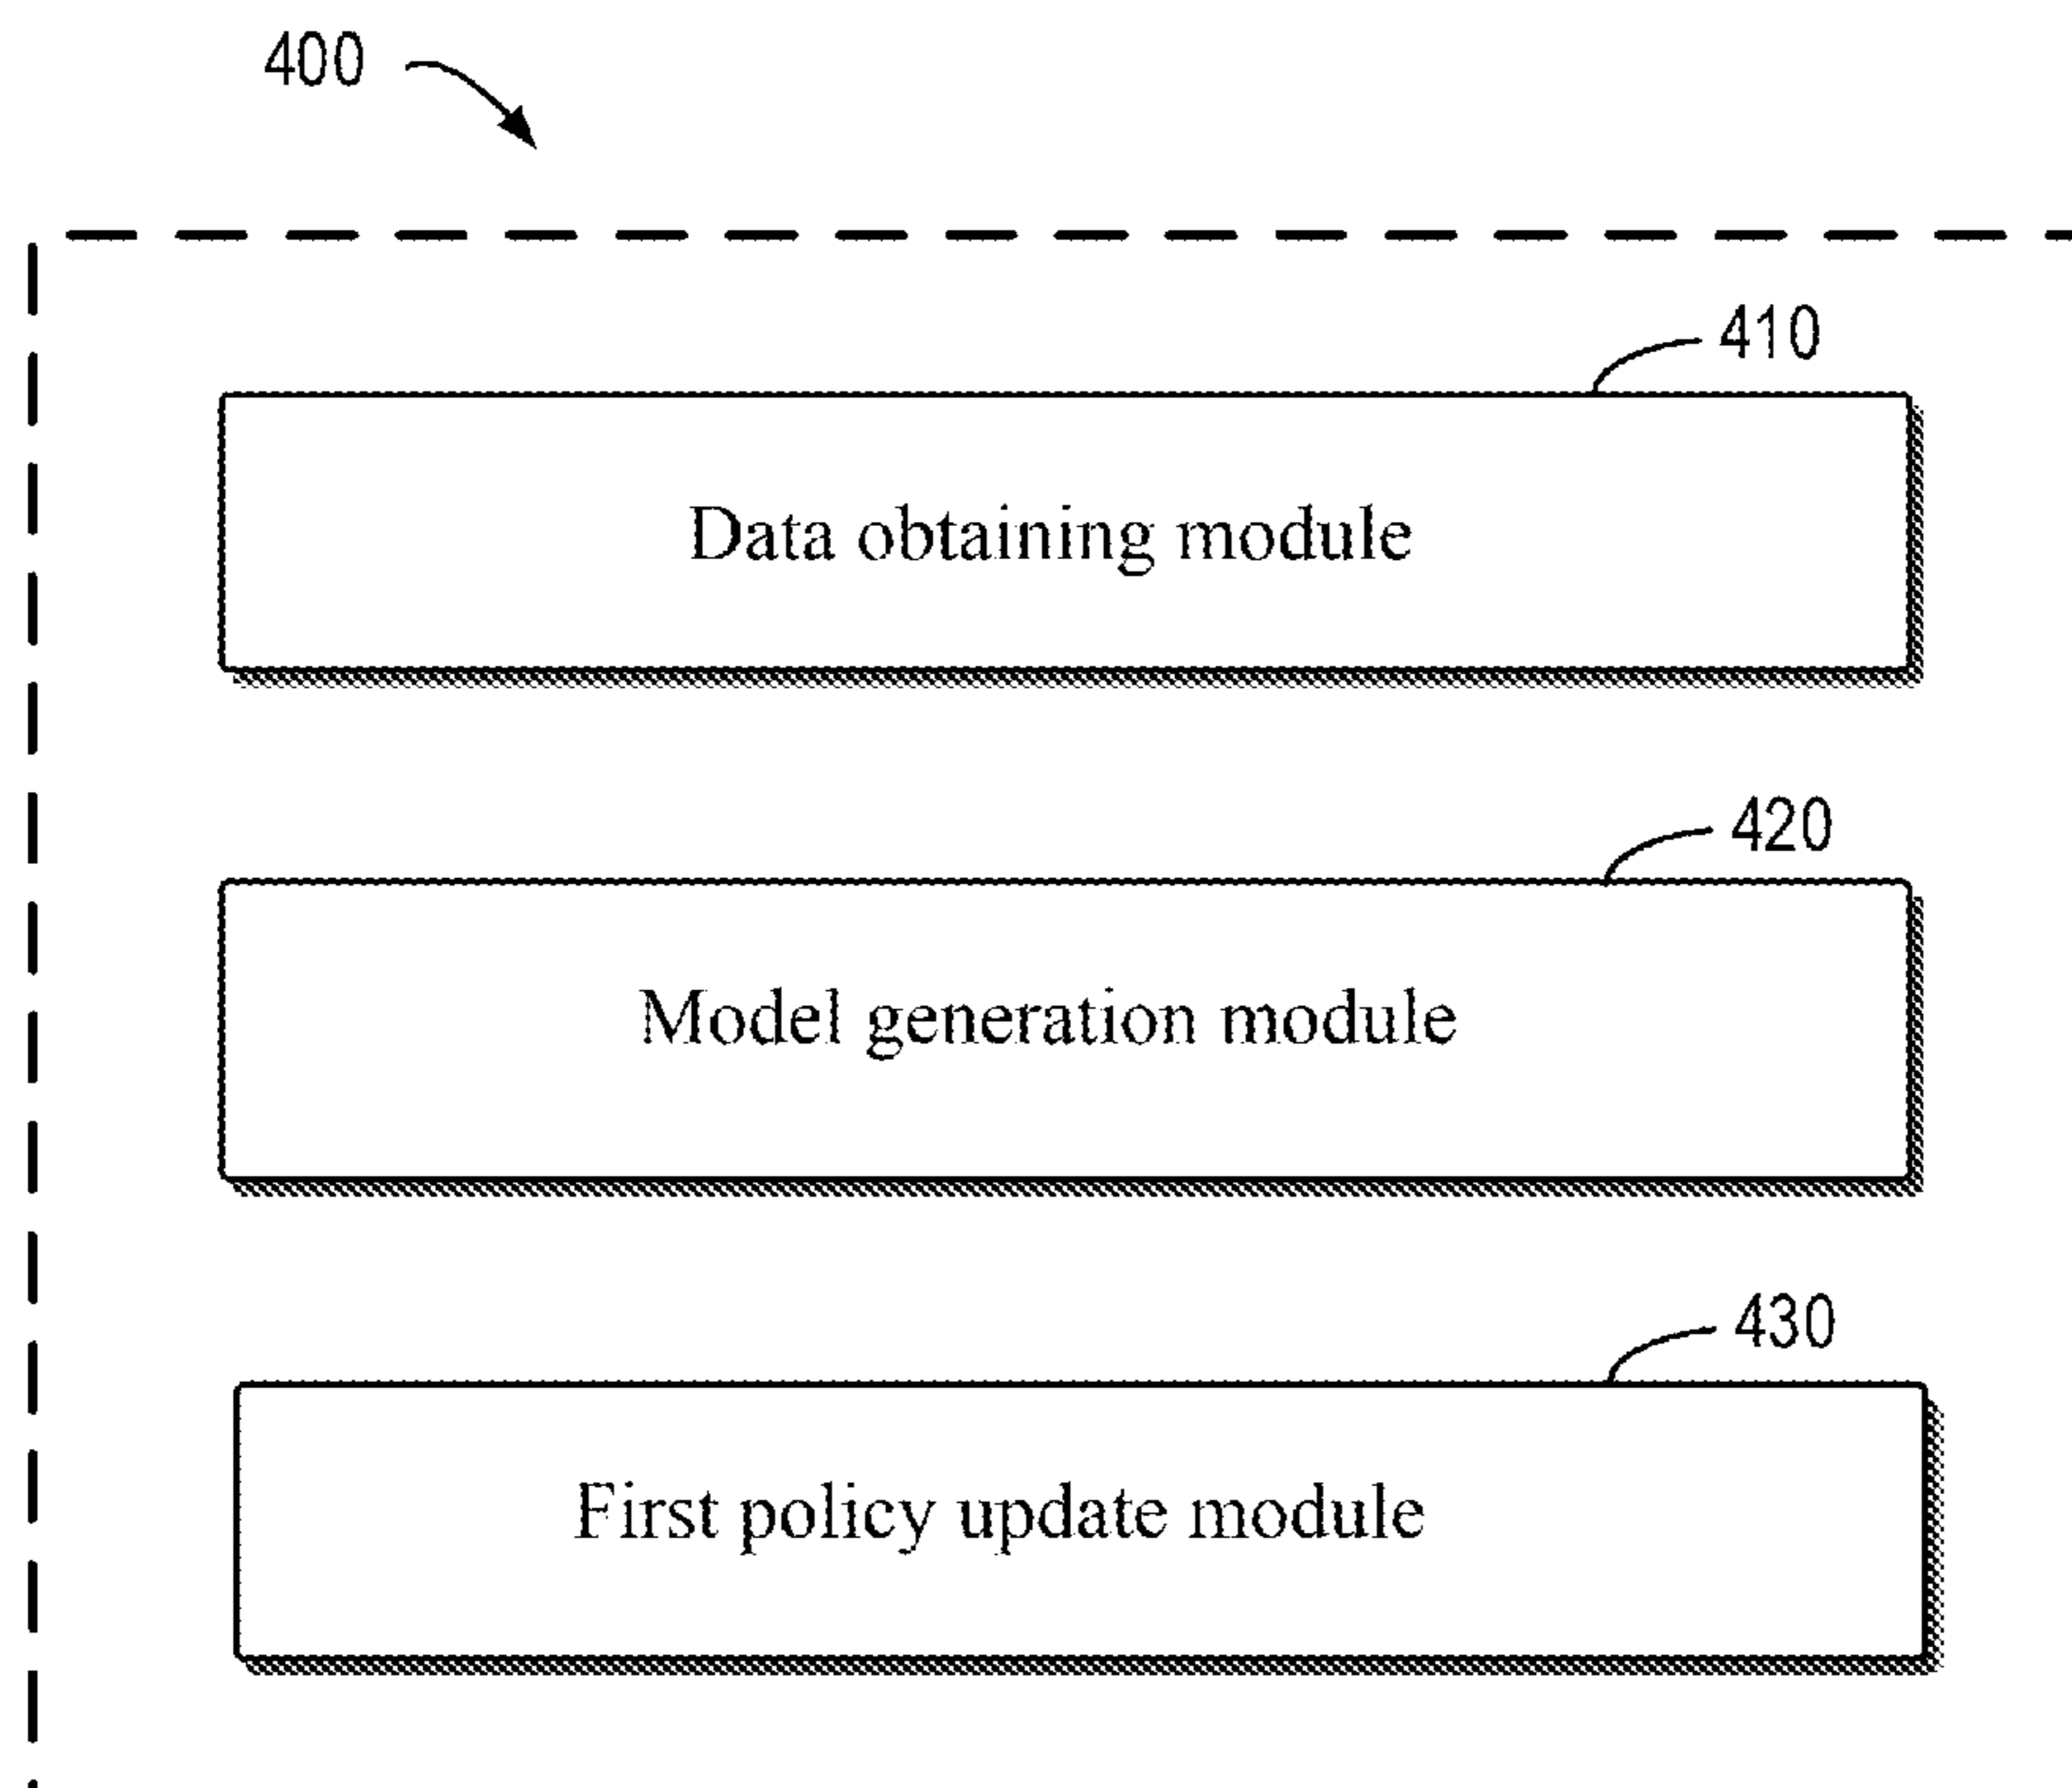 400
410
Data obtaining module
420
Model generation module
430
First policy update module